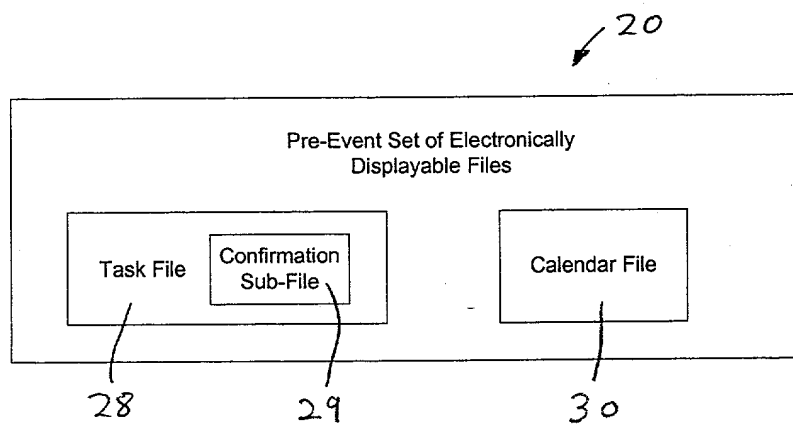 20
Pre-Event Set of Electronically
Displayable Files
Task File
Confirmation
Sub-File
Calendar File
28
29
30